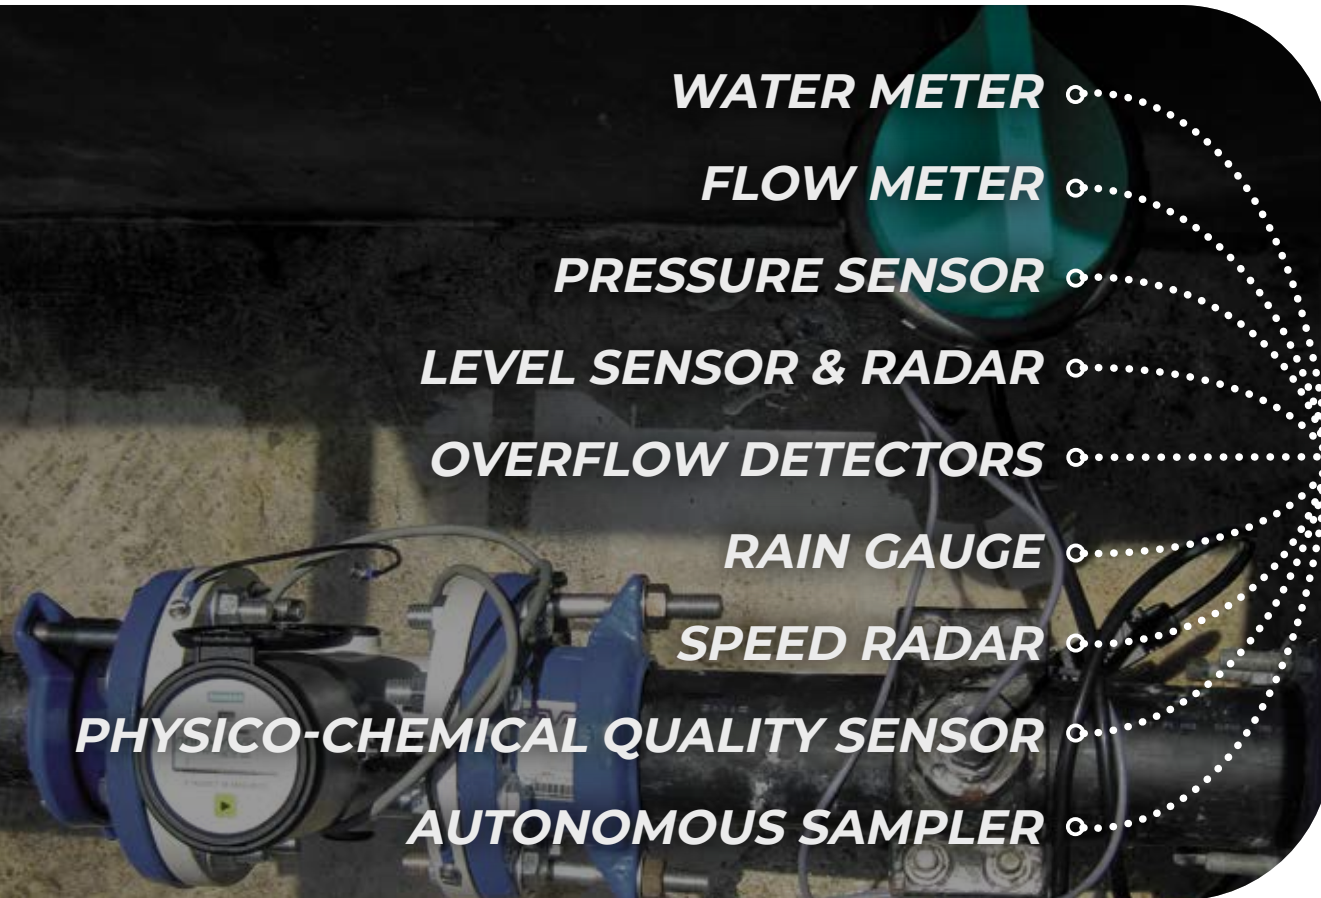 WATER METER
FLOW METER
PRESSURE SENSOR
LEVEL SENSOR & RADAR
OVERFLOW DETECTORS
RAIN GAUGE
SPEED RADAR
PHYSICO-CHEMICAL QUALITY SENSOR
AUTONOMOUS SAMPLER